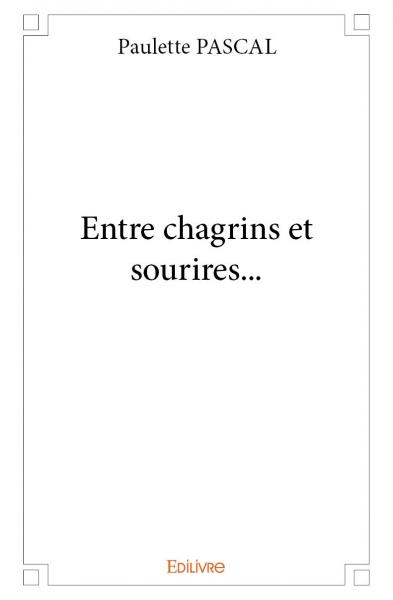 Paulette PASCAL
Entre chagrins et
sourires...
EDILIVRE